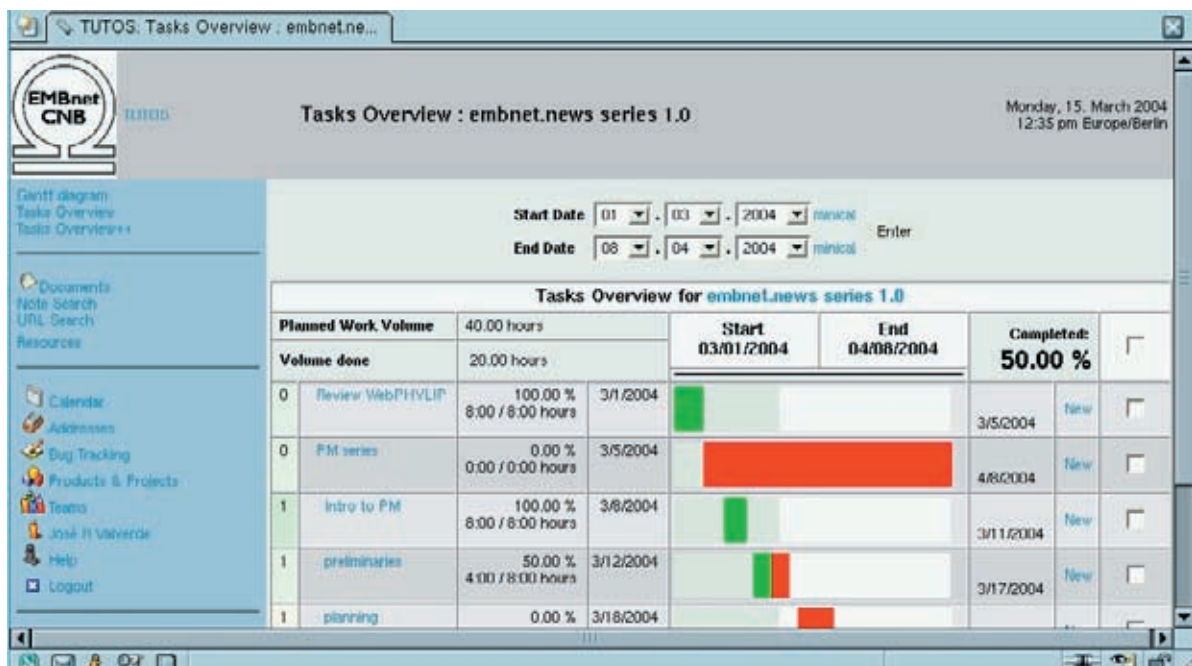 TUTOS: Tasks Overview : embnet.ne...
EMBnet
CNB
TUTOS
Tasks Overview : embnet.news series 1.0
Monday, 15. March 2004
12:35 pm Europe/Berlin
Gantt diagram
Tasks Overview
Tasks Overview++
Documents
Note Search
URL Search
Resources
Calendar
Addresses
Bug Tracking
Products & Projects
Teams
José R Valverde
Help
Logout
Start Date 01 . 03 . 2004 minical
End Date 08 . 04 . 2004 minical
Enter
Tasks Overview for embnet.news series 1.0
Planned Work Volume 40.00 hours
Volume done 20.00 hours
Start
03/01/2004
End
04/08/2004
Completed:
50.00 %
0 Review WebPHYLIP 100.00 % 3/1/2004
8:00 / 8:00 hours 3/5/2004 New
0 PM series 0.00 % 3/5/2004
0:00 / 0:00 hours 4/8/2004 New
1 Intro to PM 100.00 % 3/8/2004
8:00 / 8:00 hours 3/11/2004 New
1 preliminaries 50.00 % 3/12/2004
4:00 / 8:00 hours 3/17/2004 New
1 planning 0.00 % 3/18/2004